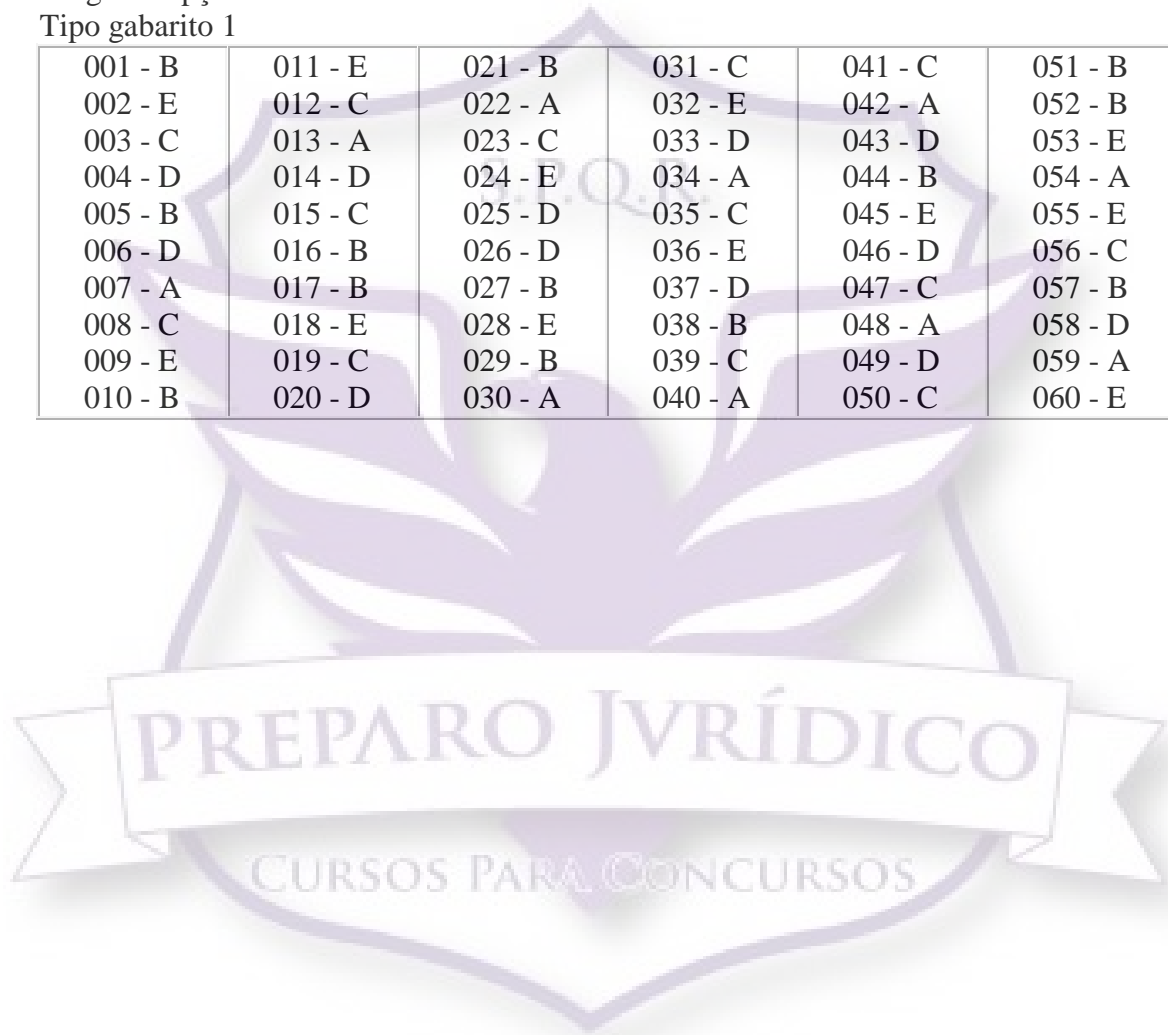 Tipo gabarito 1
001 - B 011 - E 021 - B 031 - C 041 - C 051 - B
002 - E 012 - C 022 - A 032 - E 042 - A 052 - B
003 - C 013 - A 023 - C 033 - D 043 - D 053 - E
004 - D 014 - D 024 - E 034 - A 044 - B 054 - A
005 - B 015 - C 025 - D 035 - C 045 - E 055 - E
006 - D 016 - B 026 - D 036 - E 046 - D 056 - C
007 - A 017 - B 027 - B 037 - D 047 - C 057 - B
008 - C 018 - E 028 - E 038 - B 048 - A 058 - D
009 - E 019 - C 029 - B 039 - C 049 - D 059 - A
010 - B 020 - D 030 - A 040 - A 050 - C 060 - E
S.P.Q.R.
PREPARO JVRÍDICO
CURSOS PARA CONCURSOS